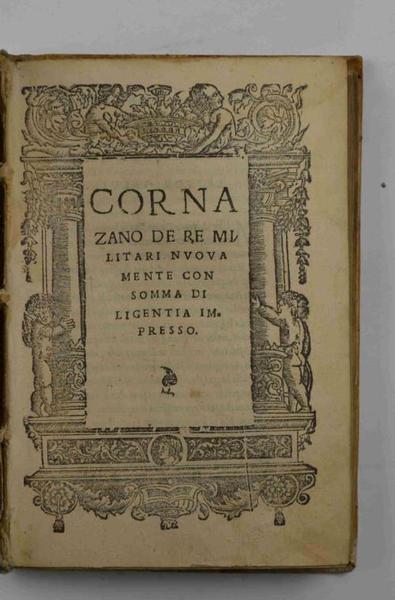 CORNA
ZANO DE RE MI,
LITARI NVOVA
MENTE CON
SOMMA DI
LIGENTIA IM-
PRESSO.